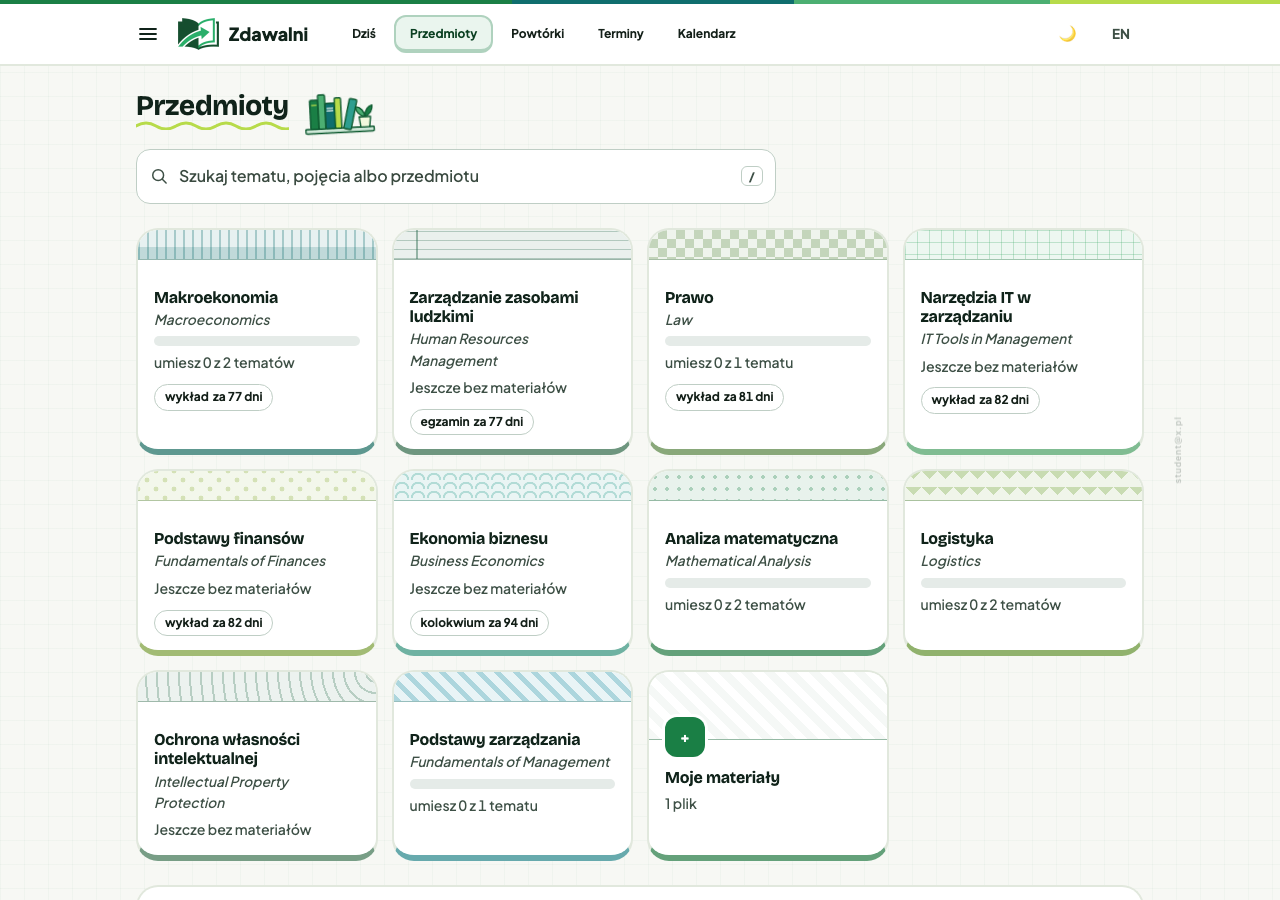 Zdawalni
Dziś
Przedmioty
Powtórki
Terminy
Kalendarz
EN
Przedmioty
Szukaj tematu, pojęcia albo przedmiotu
/
Makroekonomia
Macroeconomics
umiesz 0 z 2 tematów
wykład za 77 dni
Zarządzanie zasobami
ludzkimi
Human Resources
Management
Jeszcze bez materiałów
egzamin za 77 dni
Prawo
Law
umiesz 0 z 1 tematu
wykład za 81 dni
Narzędzia IT w
zarządzaniu
IT Tools in Management
Jeszcze bez materiałów
wykład za 82 dni
student@x.pl
Podstawy finansów
Fundamentals of Finances
Jeszcze bez materiałów
wykład za 82 dni
Ekonomia biznesu
Business Economics
Jeszcze bez materiałów
kolokwium za 94 dni
Analiza matematyczna
Mathematical Analysis
umiesz 0 z 2 tematów
Logistyka
Logistics
umiesz 0 z 2 tematów
Ochrona własności
intelektualnej
Intellectual Property
Protection
Jeszcze bez materiałów
Podstawy zarządzania
Fundamentals of Management
umiesz 0 z 1 tematu
+
Moje materiały
1 plik